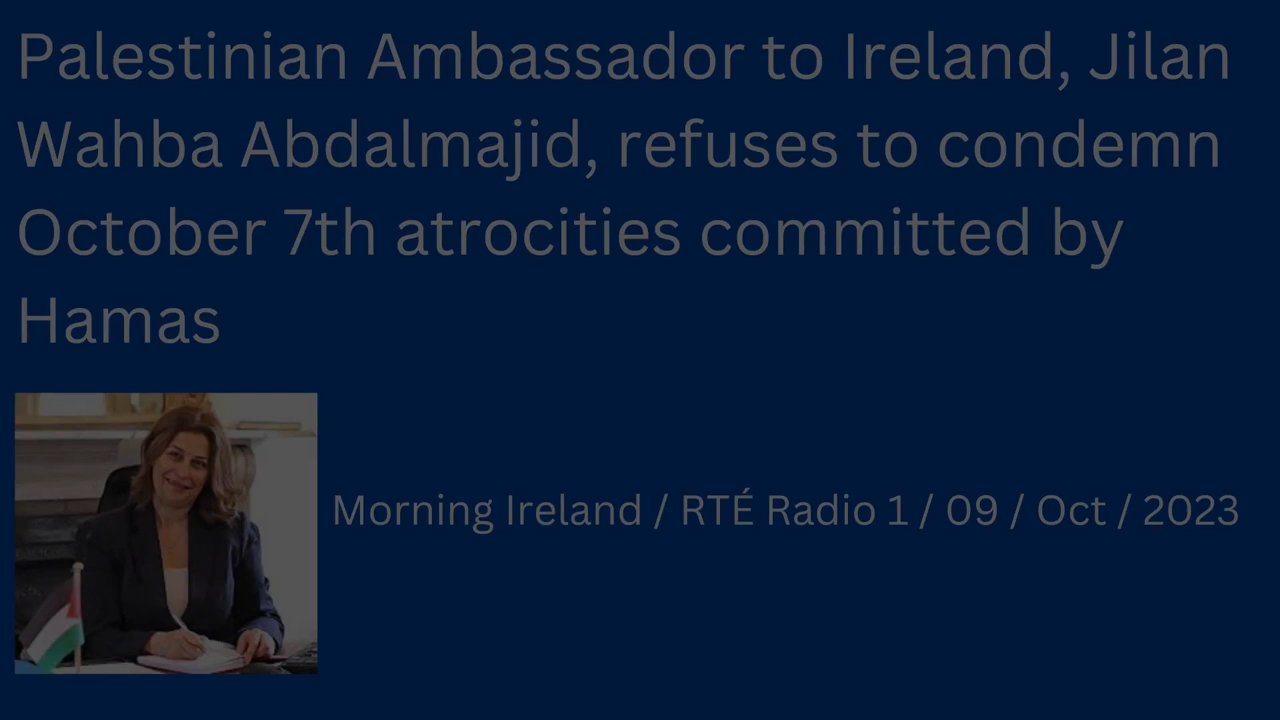 Palestinian Ambassador to Ireland, Jilan
Wahba Abdalmajid, refuses to condemn
October 7th atrocities committed by
Hamas
Morning Ireland / RTÉ Radio 1 / 09 / Oct / 2023